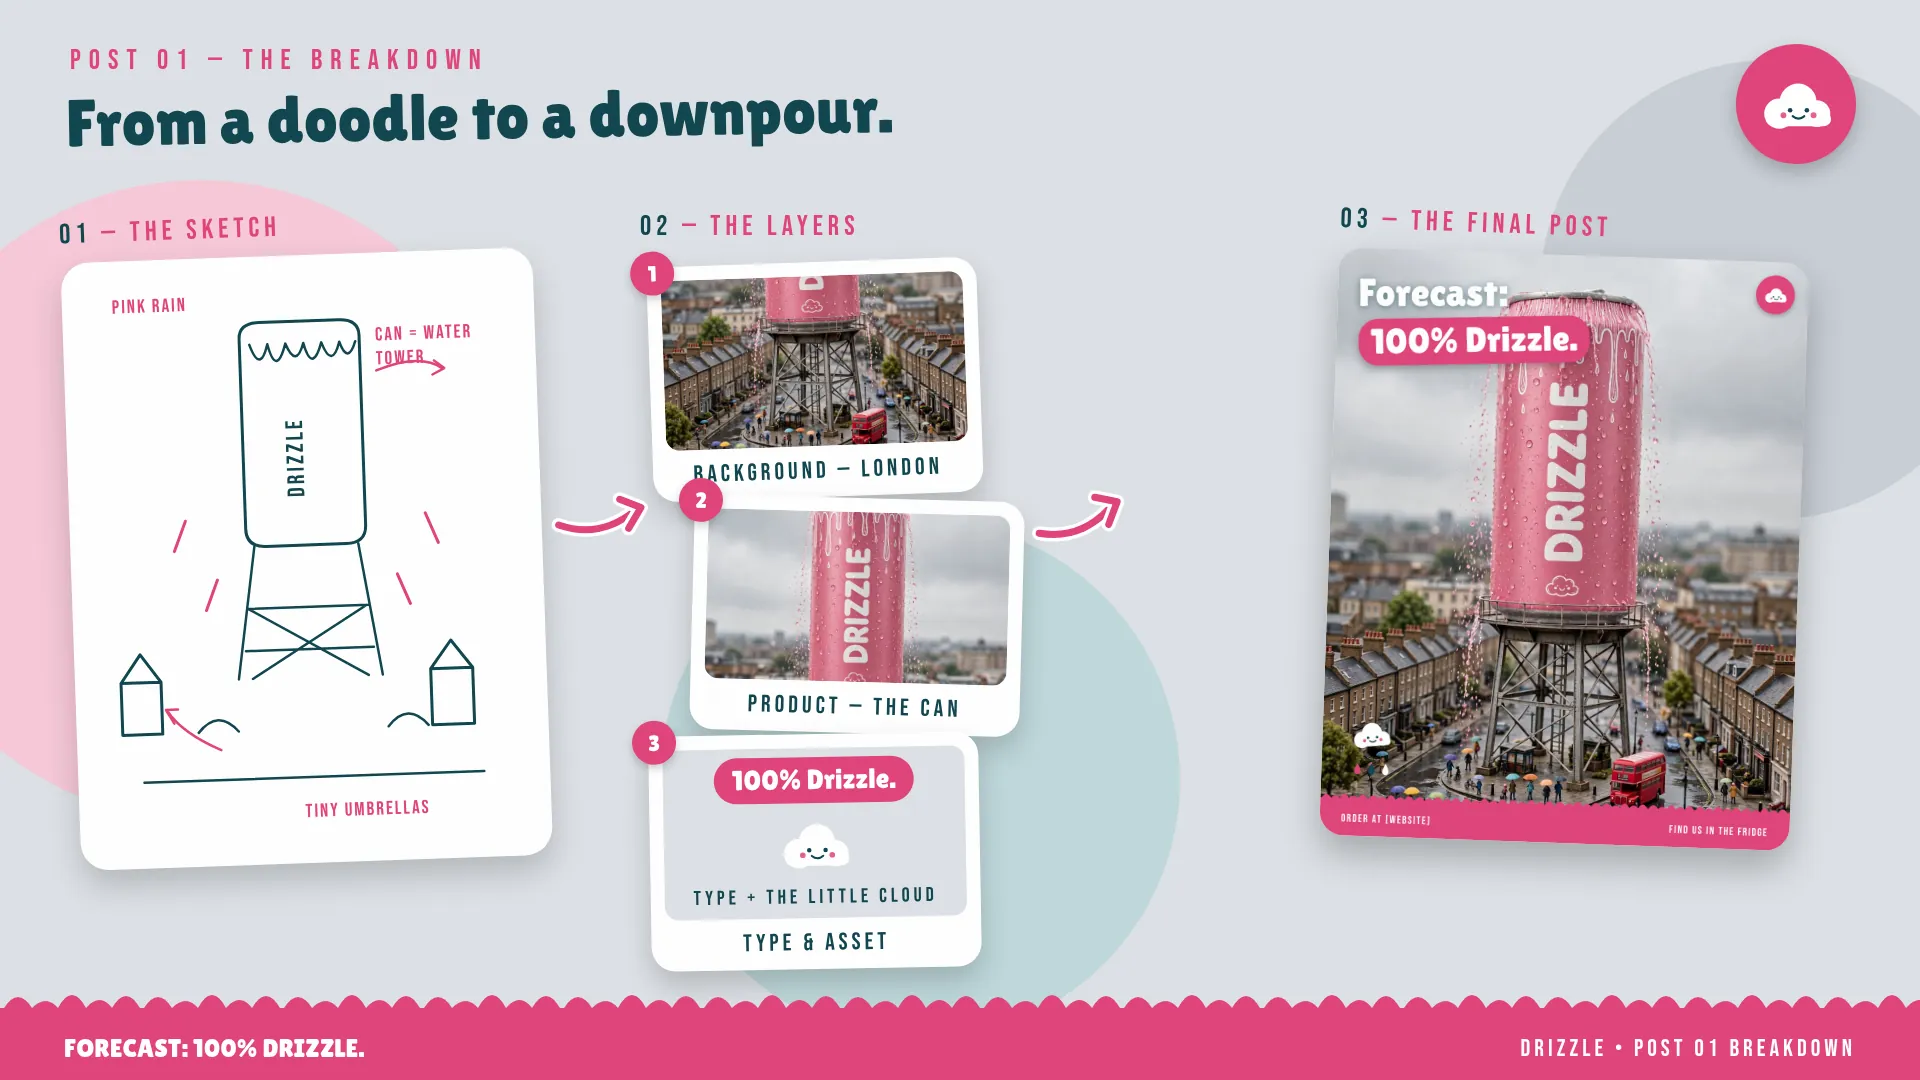 POST 01 – THE BREAKDOWN
From a doodle to a downpour.
01 – THE SKETCH
PINK RAIN
CAN = WATER
TOWER
DRIZZLE
TINY UMBRELLAS
02 – THE LAYERS
1
D
BACKGROUND – LONDON
2
DRIZZLE
PRODUCT – THE CAN
3
100% Drizzle.
TYPE + THE LITTLE CLOUD
TYPE & ASSET
03 – THE FINAL POST
Forecast:
100% Drizzle.
DRIZZLE
ORDER AT [WEBSITE]
FIND US IN THE FRIDGE
FORECAST: 100% DRIZZLE.
DRIZZLE • POST 01 BREAKDOWN